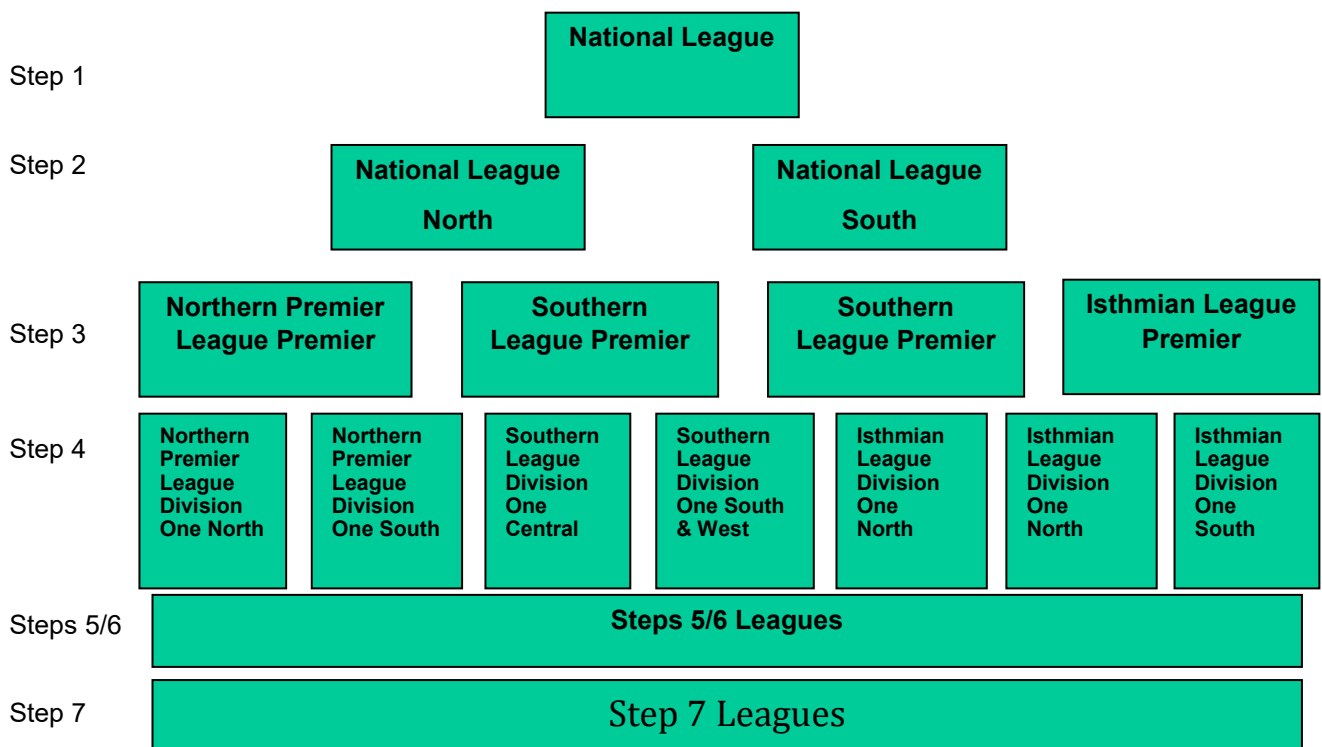 National League
Step 1
Step 2
National League
North
National League
South
Step 3
Northern Premier
League Premier
Southern
League Premier
Southern
League Premier
Isthmian League
Premier
Step 4
Northern
Premier
League
Division
One North
Northern
Premier
League
Division
One South
Southern
League
Division
One
Central
Southern
League
Division
One South
& West
Isthmian
League
Division
One
North
Isthmian
League
Division
One
North
Isthmian
League
Division
One
South
Steps 5/6
Steps 5/6 Leagues
Step 7
Step 7 Leagues